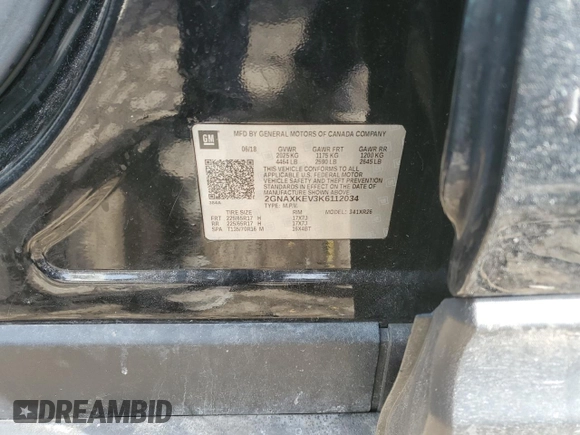 GM
MFD BY GENERAL MOTORS OF CANADA COMPANY
06/18 GVWR GAWR FRT GAWR RR
2025 KG 1175 KG 1200 KG
4464 LB 2590 LB 2645 LB
THIS VEHICLE CONFORMS TO ALL
APPLICABLE U.S. FEDERAL MOTOR
VEHICLE SAFETY AND THEFT PREVENTION
STANDARDS IN EFFECT ON THE DATE OF
MANUFACTURE SHOWN ABOVE.
2GNAXKEV3K6112034
TYPE: M.P.V.
TIRE SIZE RIM MODEL: 141XR26
FRT 225/65R17 H 17X7J
RR 225/65R17 H 17X7J
SPA T135/70R16 M 16X4BT
DREAMBID